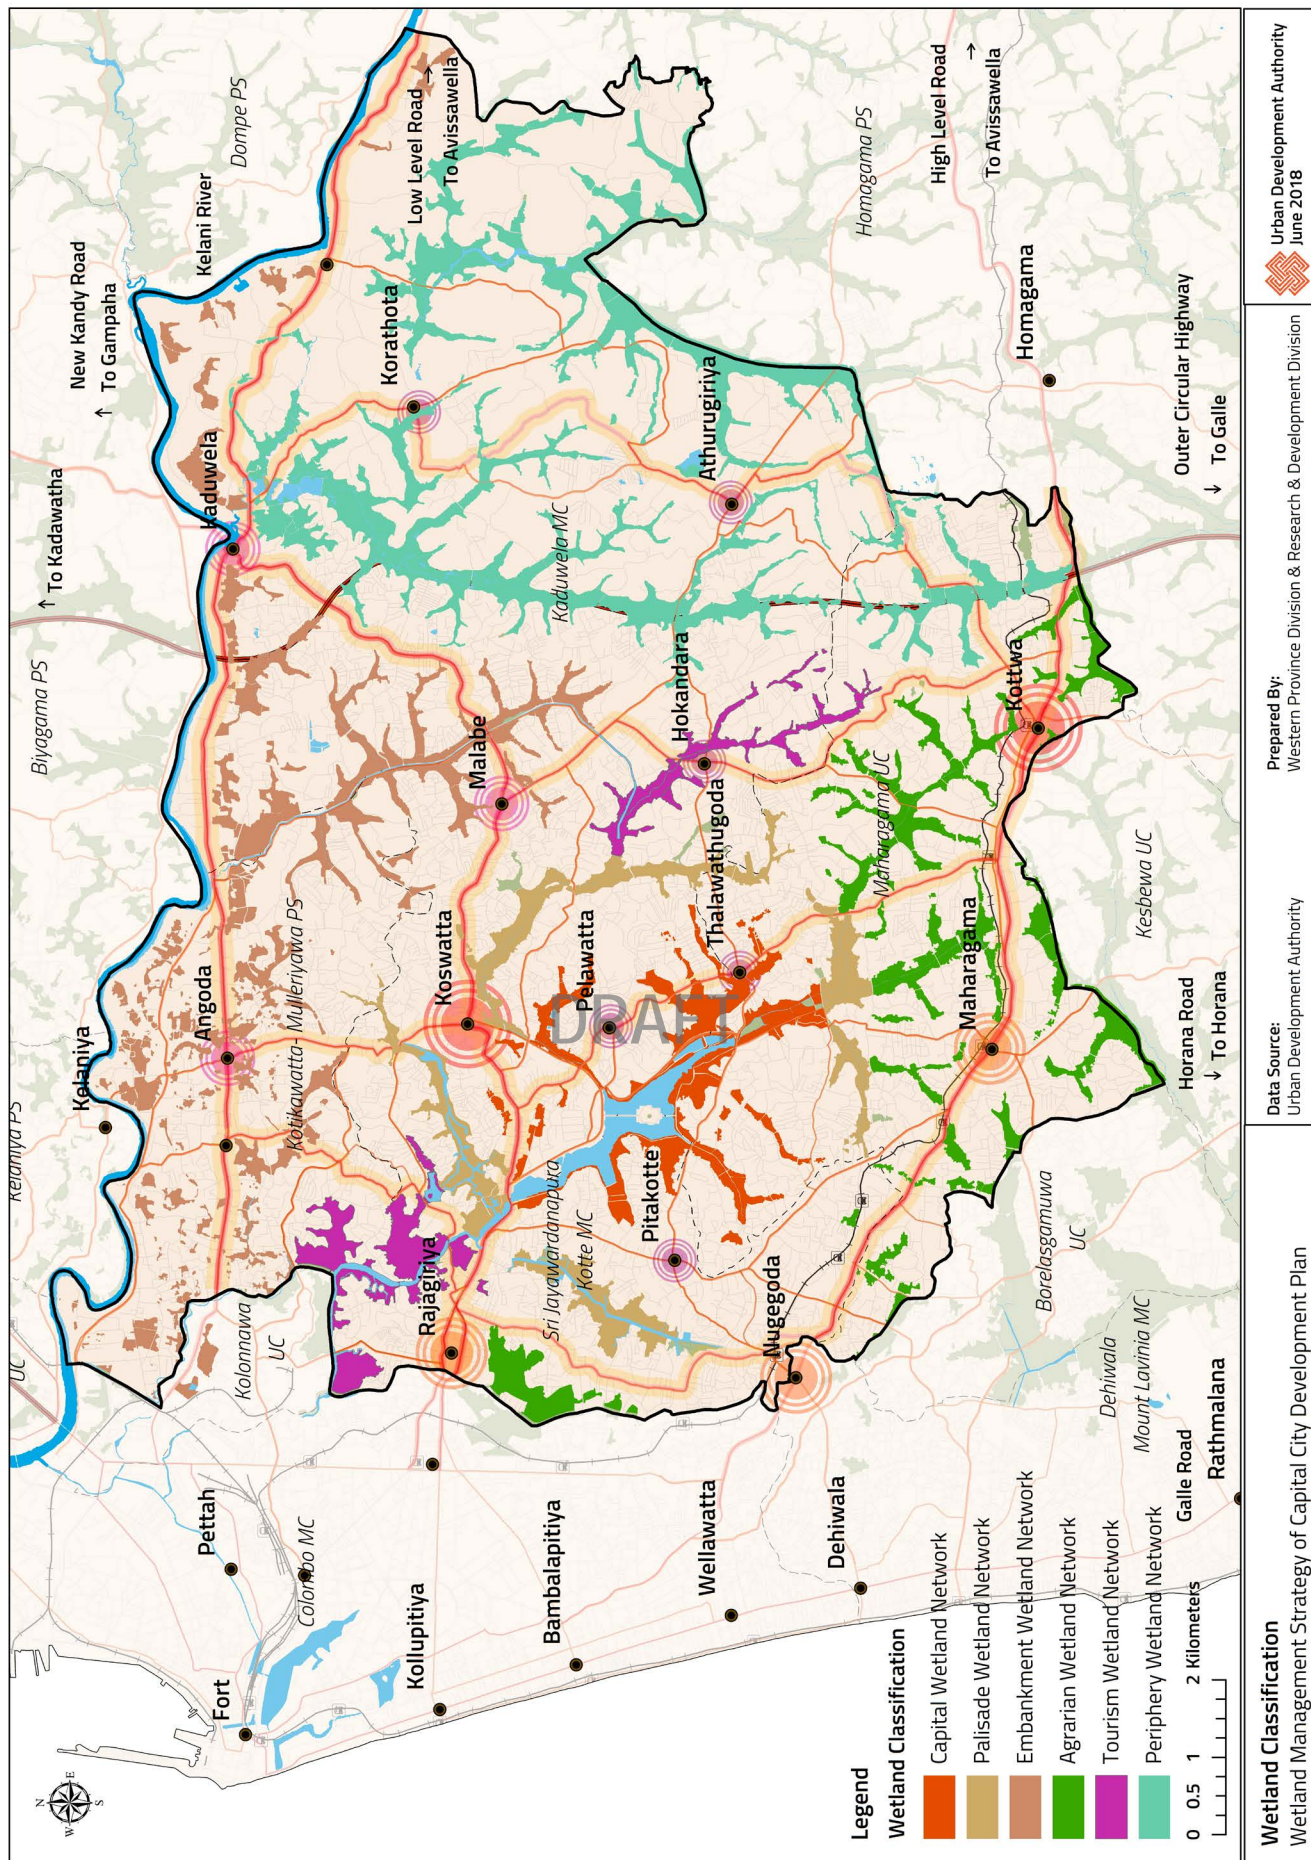 N
E
S
W
Kelaniya PS
UC
Biyagama PS
↑ To Kadawatha
New Kandy Road
↑ To Gampaha
Kelani River
Dompe PS
Kelaniya
Angoda
Kaduwela
Kotikawatta- Mulleriyawa PS
Kolonnawa
UC
Korathota
Low Level Road →
To Avissawella
Fort
Pettah
Colombo MC
Kollupitiya
Rajagiriya
Koswatta
Malabe
Kaduwela MC
Bambalapitiya
Sri Jayawardanapura
Kotte MC
Pitakotte
Pelawatta
DRAFT
Thalawathugoda
Hokandara
Athurugiriya
Homagama PS
Wellawatta
Nugegoda
Maharagama UC
High Level Road →
To Avissawella
Dehiwala
Maharagama
Kottwa
Homagama
Borelasgamuwa
UC
Kesbewa UC
Dehiwala
Mount Lavinia MC
Galle Road
Rathmalana
Horana Road
↓ To Horana
Outer Circular Highway
↓ To Galle
Legend
Wetland Classification
Capital Wetland Network
Palisade Wetland Network
Embankment Wetland Network
Agrarian Wetland Network
Tourism Wetland Network
Periphery Wetland Network
0 0.5 1 2 Kilometers
Wetland Classification
Wetland Management Strategy of Capital City Development Plan
Data Source:
Urban Development Authority
Prepared By:
Western Province Division & Research & Development Division
Urban Development Authority
June 2018